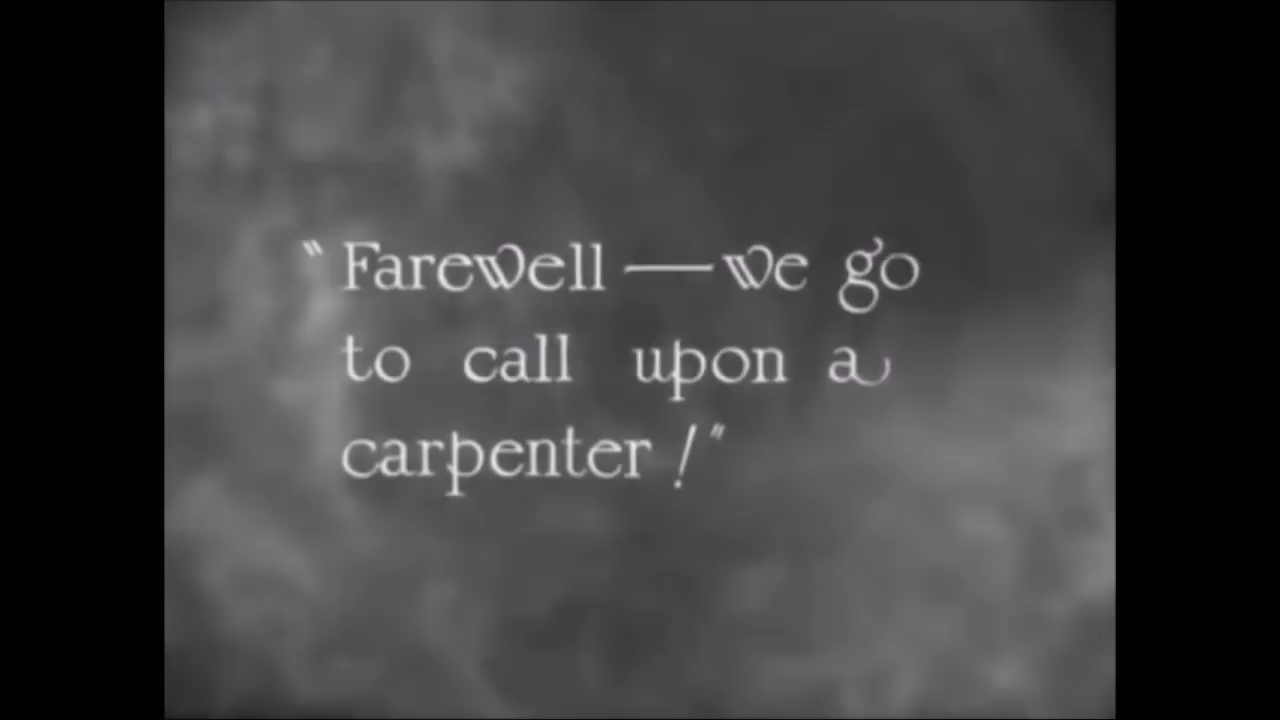 "Farewell — we go
to call upon a
carpenter!"